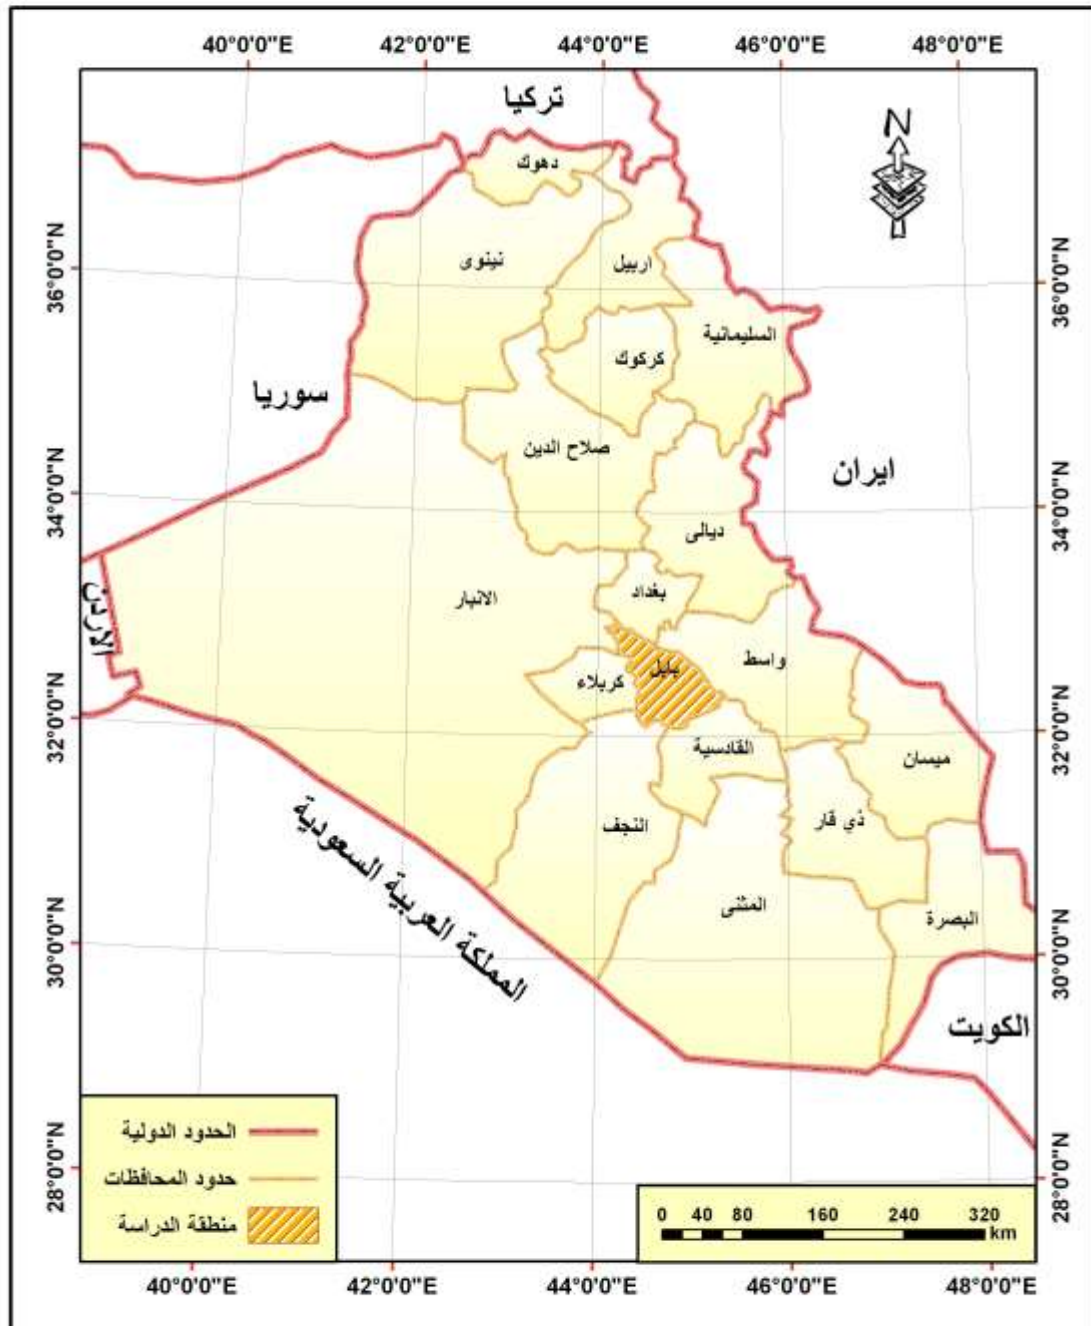 40°0'0"E
42°0'0"E
44°0'0"E
46°0'0"E
48°0'0"E
تركيا
N
دهوك
36°0'0"N
نينوى
اربيل
36°0'0"N
السليمانية
كركوك
سوريا
صلاح الدين
ايران
34°0'0"N
ديالى
34°0'0"N
الاردن
الانبار
بغداد
بابل
واسط
كربلاء
32°0'0"N
القادسية
ميسان
32°0'0"N
النجف
ذي قار
المملكة العربية السعودية
المثنى
البصرة
30°0'0"N
30°0'0"N
الكويت
الحدود الدولية
حدود المحافظات
منطقة الدراسة
28°0'0"N
28°0'0"N
0 40 80 160 240 320
km
40°0'0"E
42°0'0"E
44°0'0"E
46°0'0"E
48°0'0"E